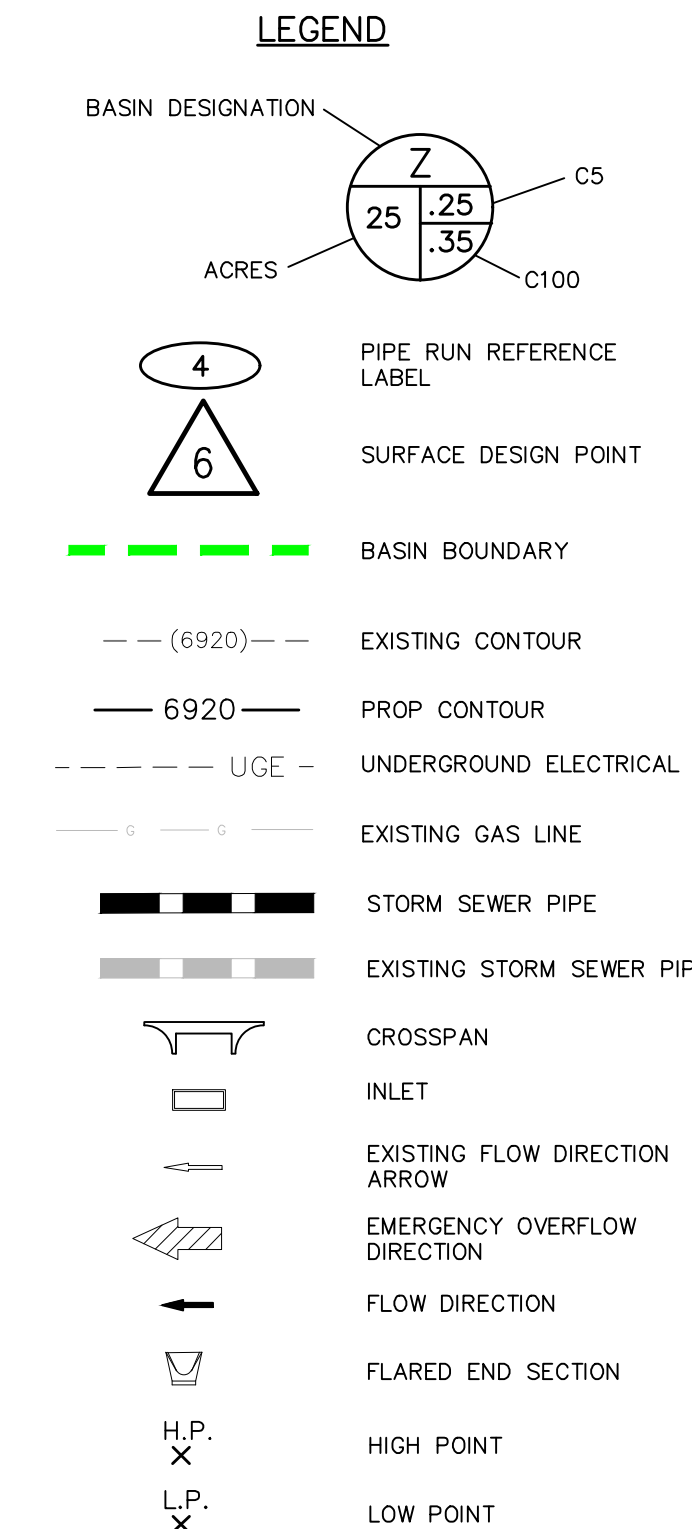 LEGEND
BASIN DESIGNATION
Z
C5
25
.25
.35
ACRES
C100
4
PIPE RUN REFERENCE
LABEL
6
SURFACE DESIGN POINT
BASIN BOUNDARY
(6920)
EXISTING CONTOUR
6920
PROP CONTOUR
UGE
UNDERGROUND ELECTRICAL
G G
EXISTING GAS LINE
STORM SEWER PIPE
EXISTING STORM SEWER PIP
CROSSPAN
INLET
EXISTING FLOW DIRECTION
ARROW
EMERGENCY OVERFLOW
DIRECTION
FLOW DIRECTION
FLARED END SECTION
H.P.
HIGH POINT
L.P.
LOW POINT